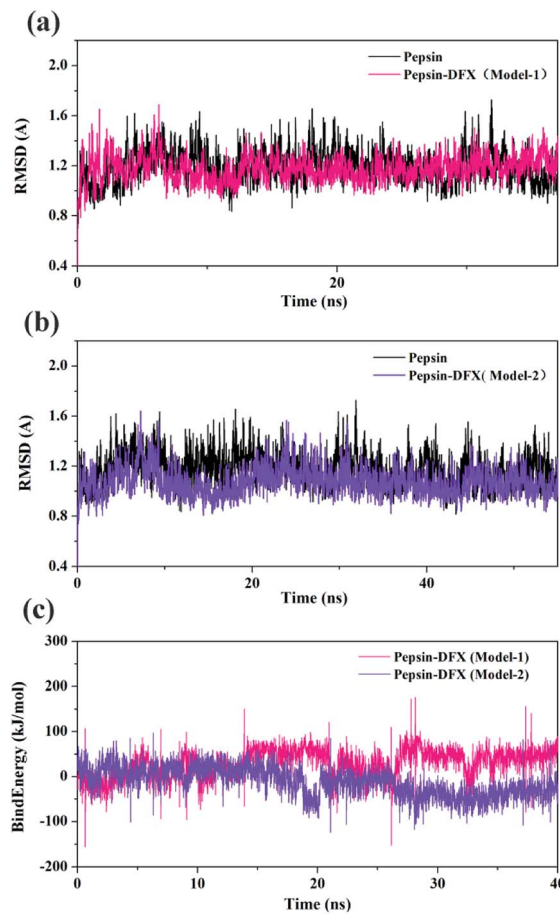 (a)
Pepsin
Pepsin-DFX（Model-1）
2.0
1.6
1.2
0.8
0.4
RMSD (A)
0
20
Time (ns)
(b)
Pepsin
Pepsin-DFX( Model-2）
2.0
1.6
1.2
0.8
0.4
RMSD (A)
0
20
40
Time (ns)
(c)
Pepsin-DFX (Model-1)
Pepsin-DFX (Model-2)
300
200
100
0
-100
-200
BindEnergy (kJ/mol)
0
10
20
30
40
Time (ns)